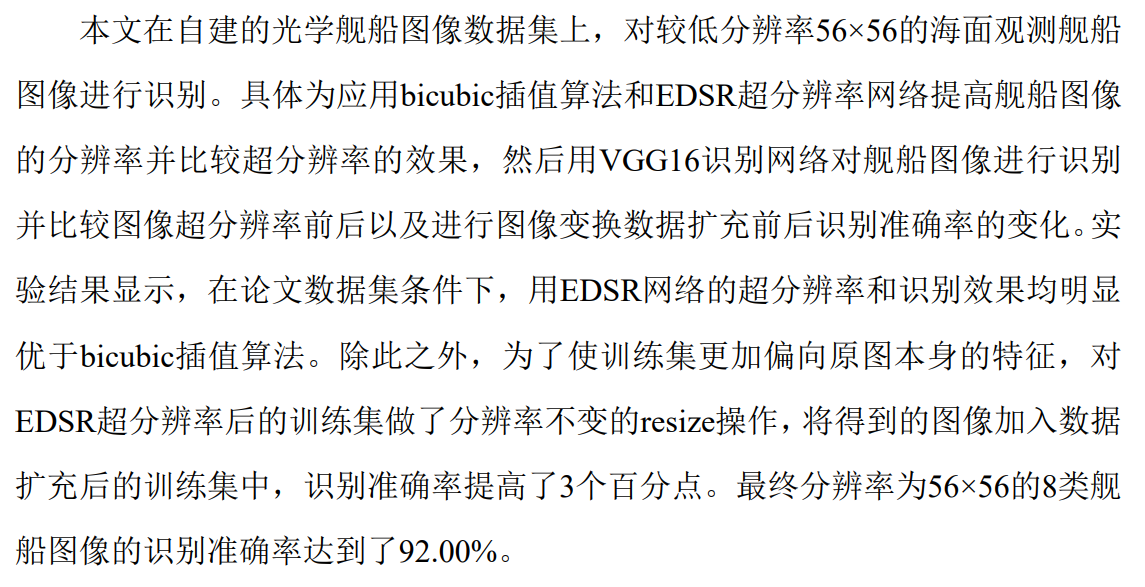 本文在自建的光学舰船图像数据集上，对较低分辨率56×56的海面观测舰船
图像进行识别。具体为应用bicubic插值算法和EDSR超分辨率网络提高舰船图像
的分辨率并比较超分辨率的效果，然后用VGG16识别网络对舰船图像进行识别
并比较图像超分辨率前后以及进行图像变换数据扩充前后识别准确率的变化。实
验结果显示，在论文数据集条件下，用EDSR网络的超分辨率和识别效果均明显
优于bicubic插值算法。除此之外，为了使训练集更加偏向原图本身的特征，对
EDSR超分辨率后的训练集做了分辨率不变的resize操作，将得到的图像加入数据
扩充后的训练集中，识别准确率提高了3个百分点。最终分辨率为56×56的8类舰
船图像的识别准确率达到了92.00%。